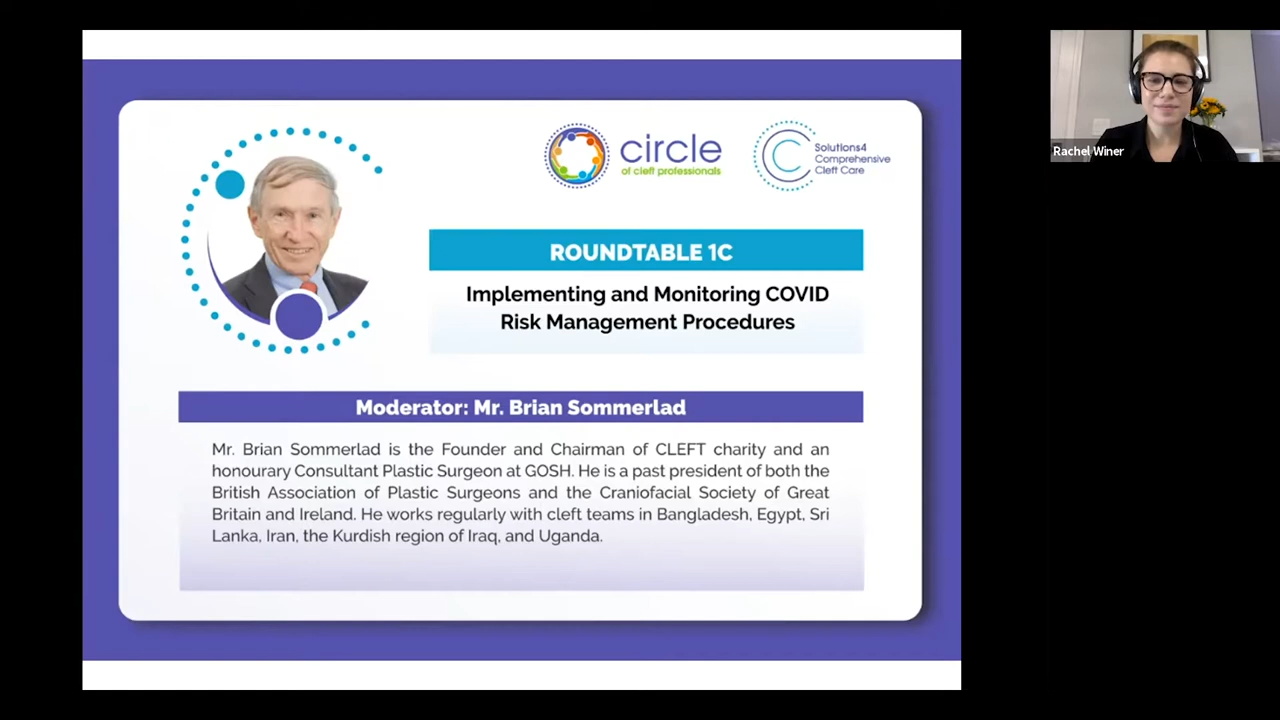 circle
of cleft professionals
Solutions4
Comprehensive
Cleft Care
Rachel Winer
ROUNDTABLE 1C
Implementing and Monitoring COVID
Risk Management Procedures
Moderator: Mr. Brian Sommerlad
Mr. Brian Sommerlad is the Founder and Chairman of CLEFT charity and an
honourary Consultant Plastic Surgeon at GOSH. He is a past president of both the
British Association of Plastic Surgeons and the Craniofacial Society of Great
Britain and Ireland. He works regularly with cleft teams in Bangladesh, Egypt, Sri
Lanka, Iran, the Kurdish region of Iraq, and Uganda.